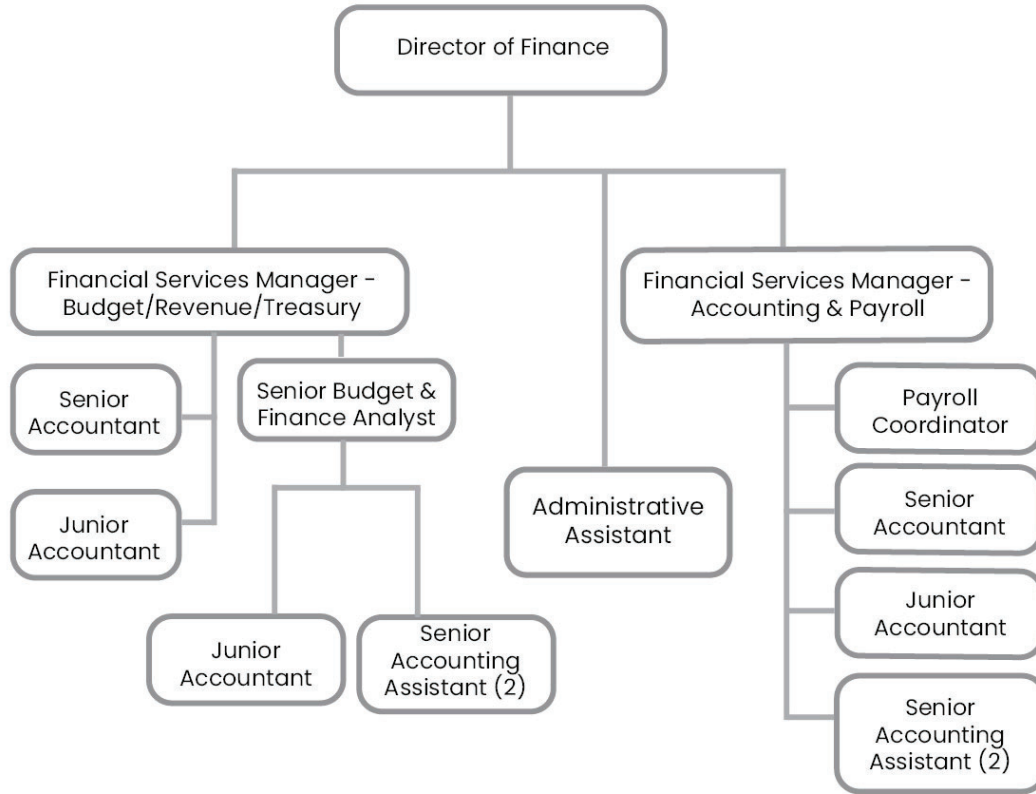 Director of Finance
Financial Services Manager -
Budget/Revenue/Treasury
Financial Services Manager -
Accounting & Payroll
Senior
Accountant
Senior Budget &
Finance Analyst
Payroll
Coordinator
Junior
Accountant
Administrative
Assistant
Senior
Accountant
Junior
Accountant
Senior
Accounting
Assistant (2)
Junior
Accountant
Senior
Accounting
Assistant (2)